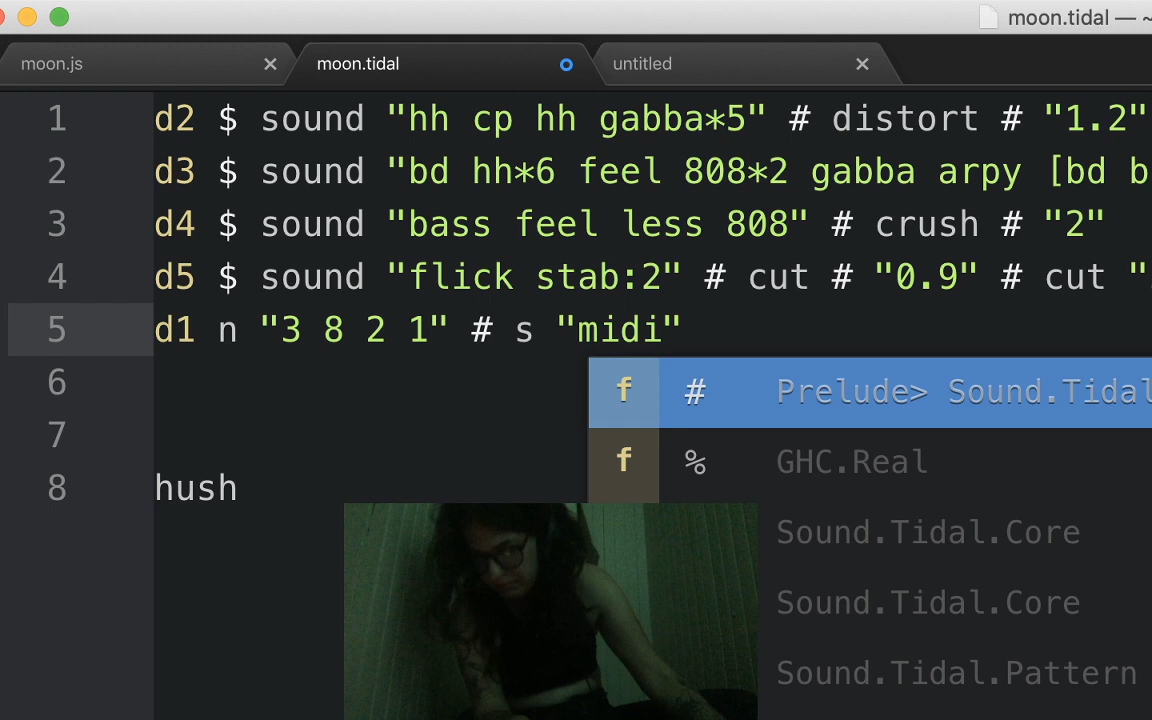 moon.tidal — ~
moon.js
moon.tidal
untitled
1 d2 $ sound "hh cp hh gabba*5" # distort # "1.2"
2 d3 $ sound "bd hh*6 feel 808*2 gabba arpy [bd b
3 d4 $ sound "bass feel less 808" # crush # "2"
4 d5 $ sound "flick stab:2" # cut # "0.9" # cut "
5 d1 n "3 8 2 1" # s "midi"
6
f # Prelude> Sound.Tidal
7
f % GHC.Real
8 hush
Sound.Tidal.Core
Sound.Tidal.Core
Sound.Tidal.Pattern